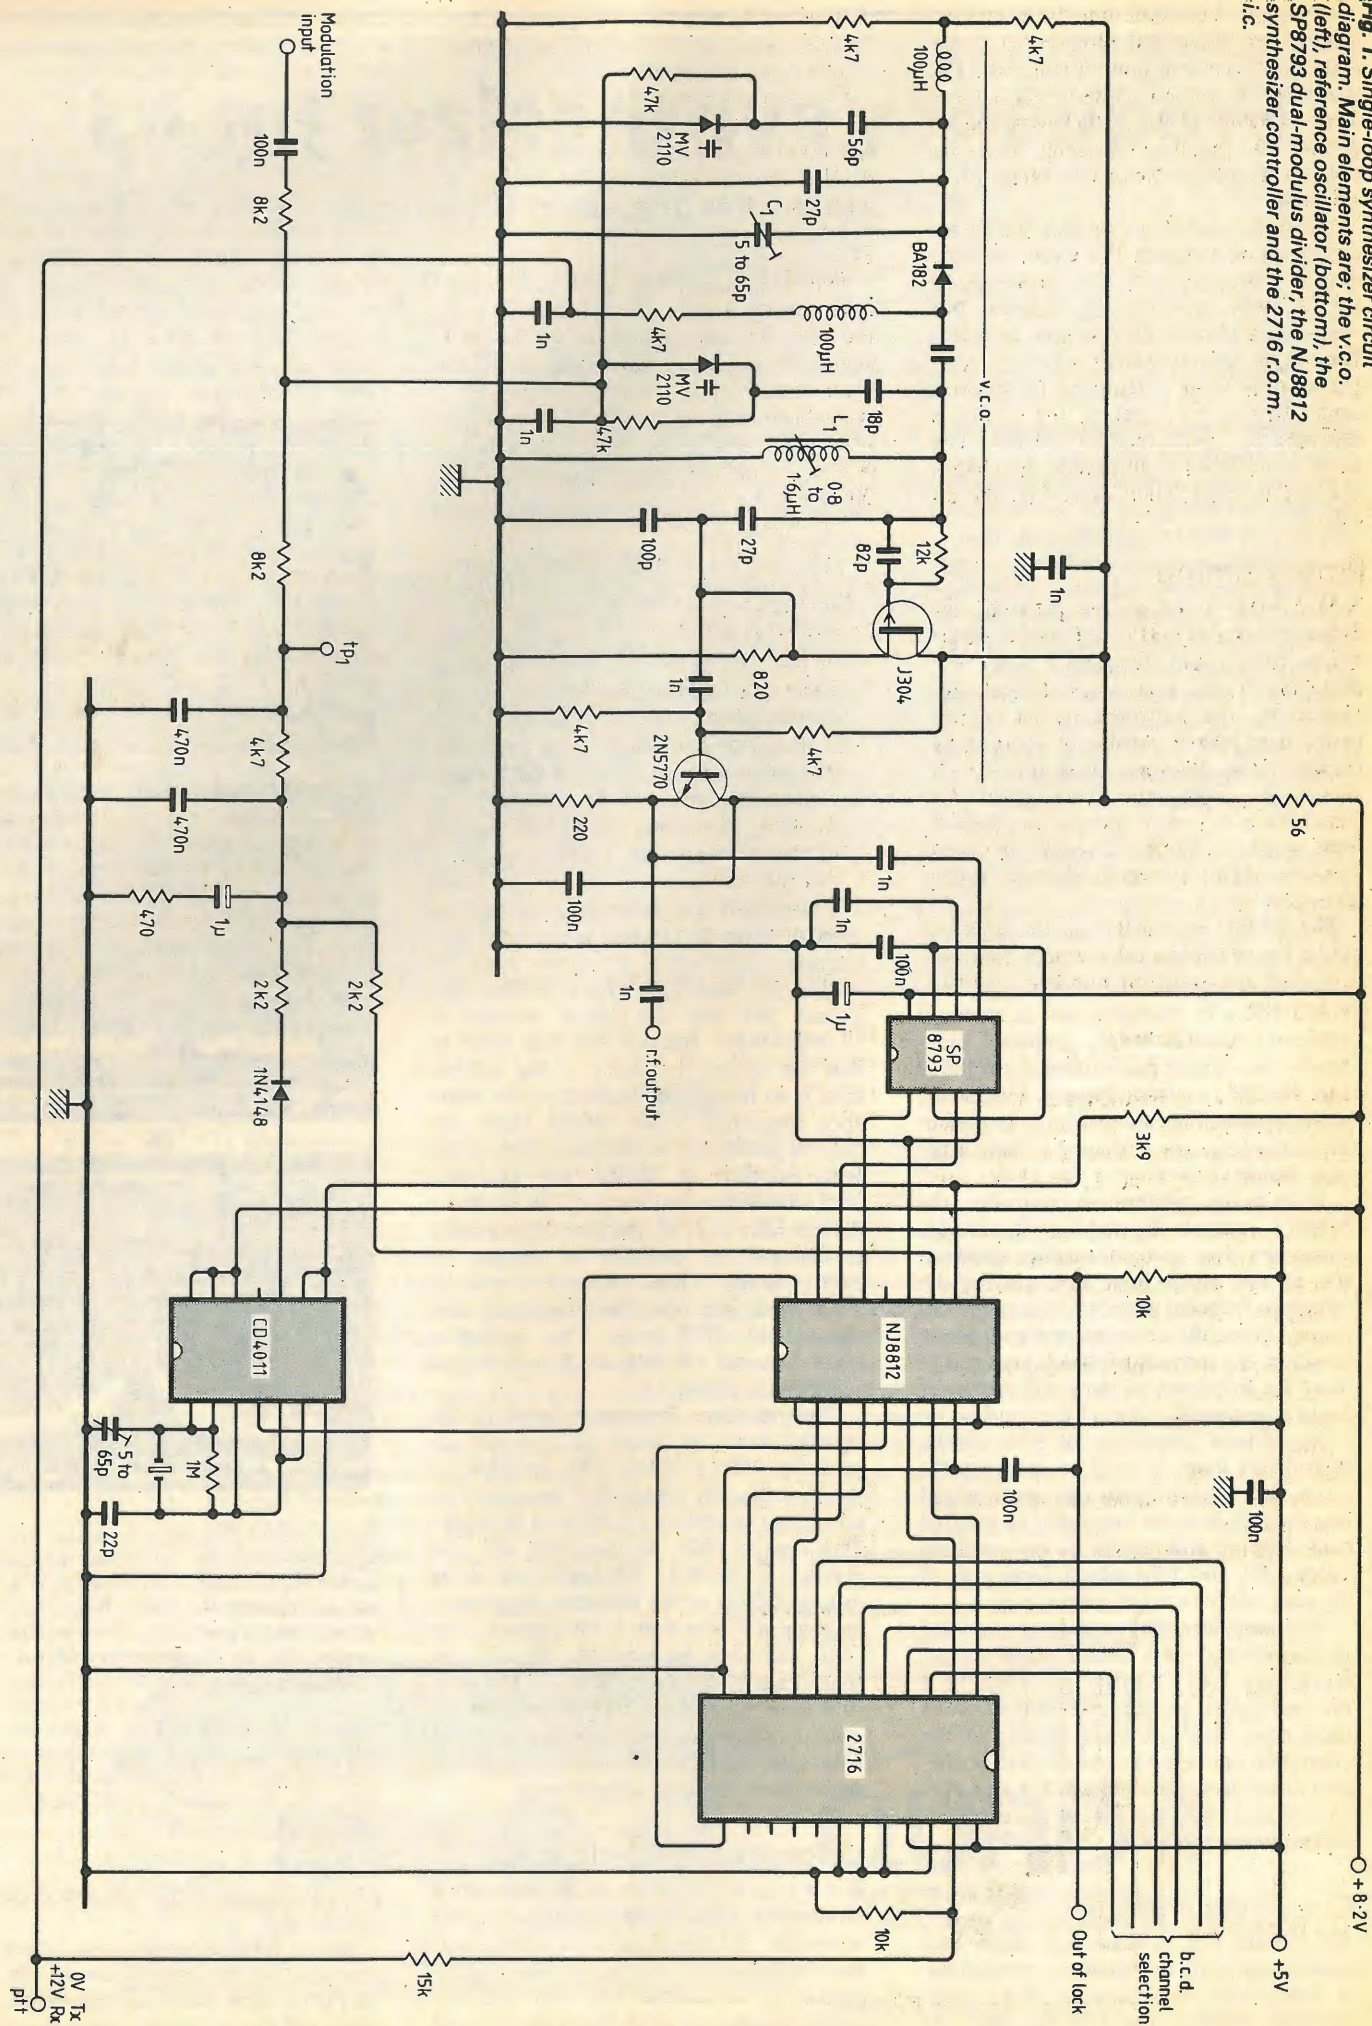 Fig. 1. Single-loop synthesizer circuit
diagram. Main elements are; the v.c.o.
(left), reference oscillator (bottom), the
SP8793 dual-modulus divider, the NJ8812
synthesizer controller and the 2716 r.o.m.
i.c.
4k7
4k7
100µH
47k
MV
2110
56p
27p
C1
5 to 65p
BA182
1n
4k7
100µH
MV
2110
18p
1n
47k
L1
0·8
to
1·6µH
v.c.o.
100p
27p
82p
12k
1n
J304
820
1n
4k7
4k7
2N5770
220
100n
56
1n
1n
100n
1µ
SP
8793
1n
r.f. output
3k9
Modulation
input
100n
8k2
8k2
tp1
470n
4k7
470n
470
1µ
2k2
2k2
1N4148
CD4011
5 to
65p
1M
22p
NJ8812
10k
100n
100n
2716
10k
15k
+8·2V
+5V
b.c.d.
channel
selection
Out of lock
0V Tx
+12V Rx
ptt